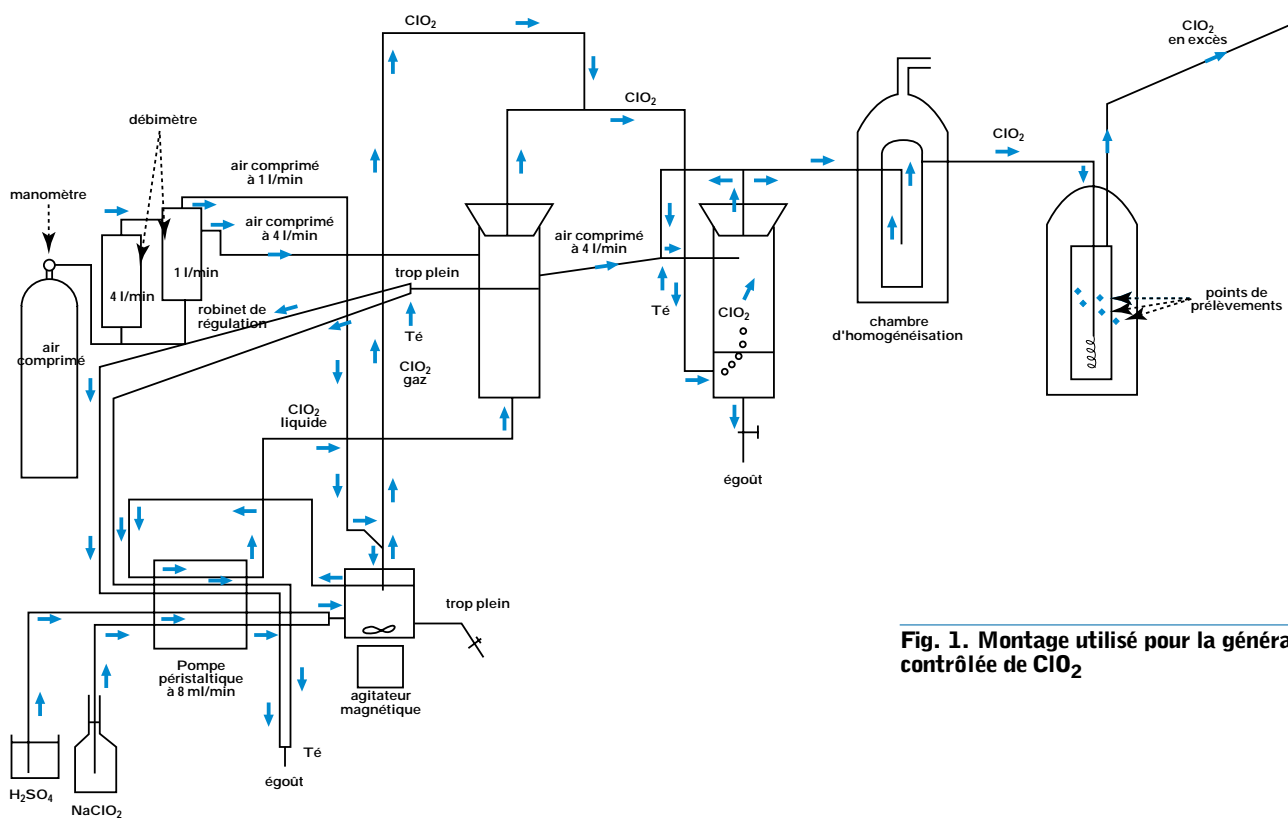 ClO2
ClO2
en excès
débimètre
ClO2
manomètre
air comprimé
à 1 l/min
air comprimé
à 4 l/min
air comprimé
à 4 l/min
ClO2
1 l/min
4 l/min
trop plein
robinet de
régulation
Té
Té
ClO2
points de
prélèvements
air
comprimé
chambre
d'homogénéisation
ClO2
gaz
ClO2
liquide
égoût
trop plein
Pompe
péristaltique
à 8 ml/min
agitateur
magnétique
Té
égoût
H2SO4
NaClO2
Fig. 1. Montage utilisé pour la généra
contrôlée de ClO2